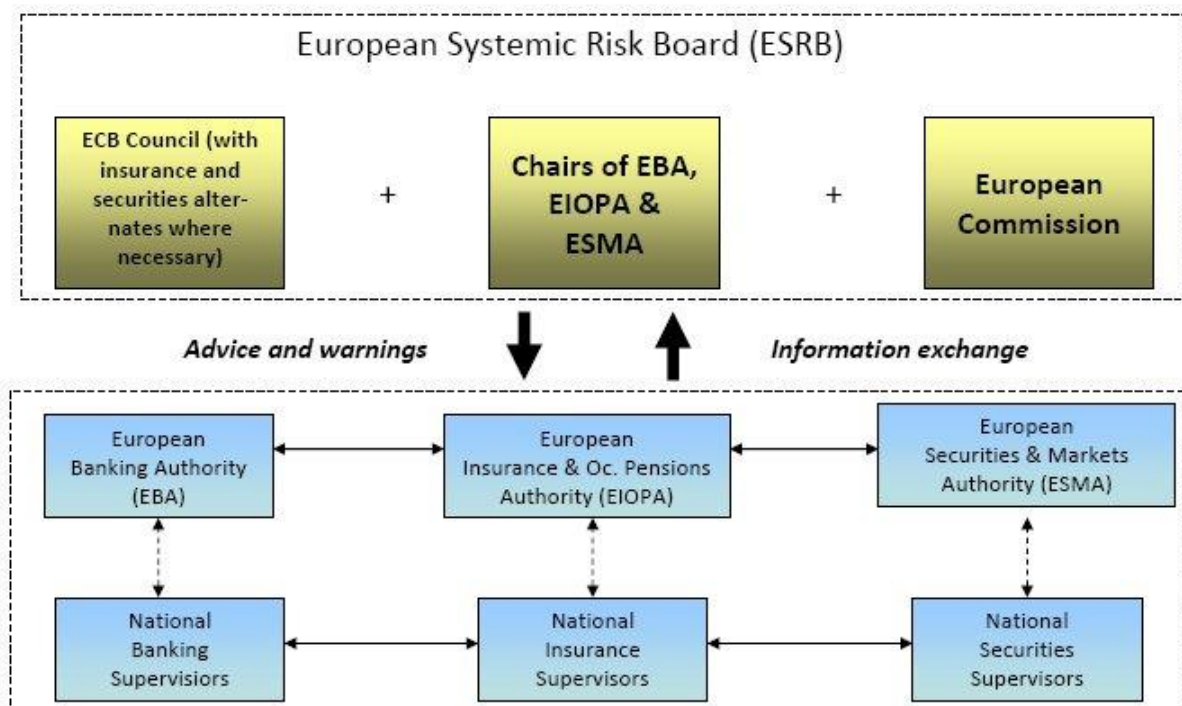 European Systemic Risk Board (ESRB)
ECB Council (with
insurance and
securities alter-
nates where
necessary)
+
Chairs of EBA,
EIOPA &
ESMA
+
European
Commission
Advice and warnings
Information exchange
European
Banking Authority
(EBA)
European
Insurance & Oc. Pensions
Authority (EIOPA)
European
Securities & Markets
Authority (ESMA)
National
Banking
Supervisiors
National
Insurance
Supervisors
National
Securities
Supervisors